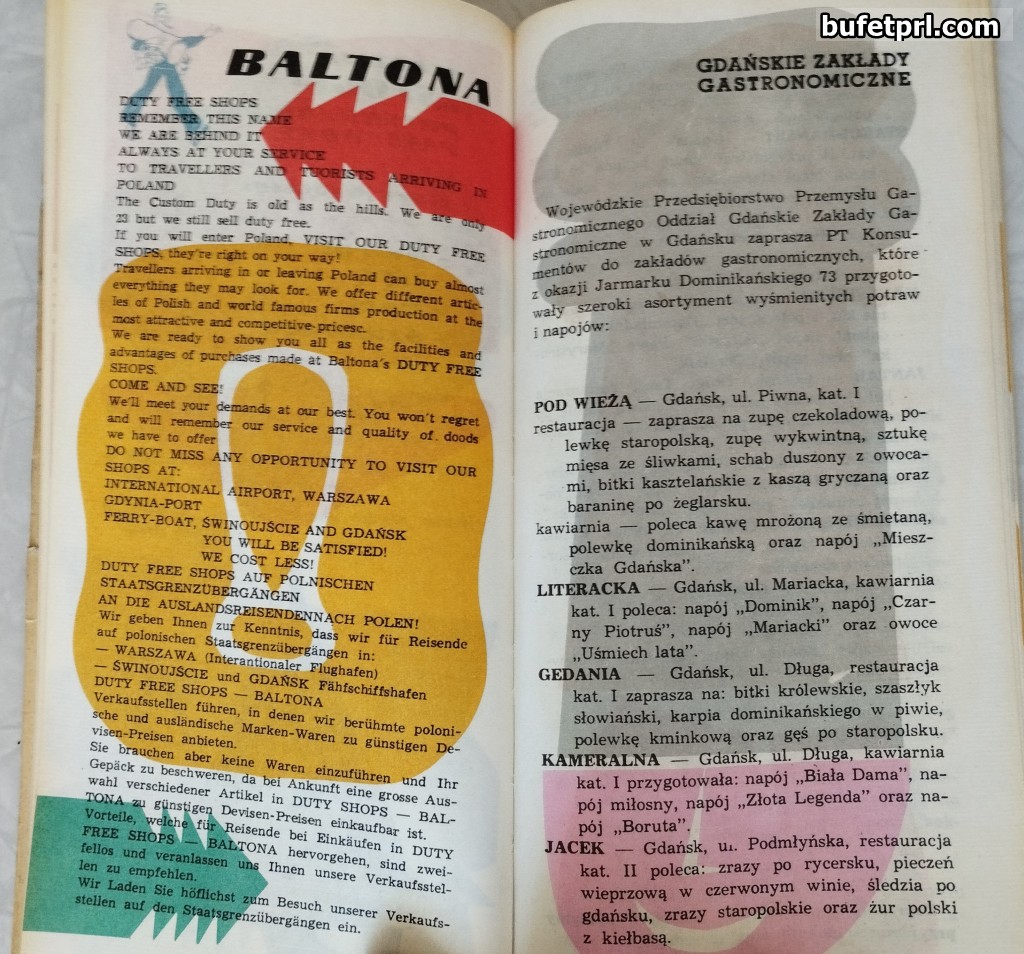 bufetprl.com
BALTONA
DUTY FREE SHOPS
REMEMBER THIS NAME
WE ARE BEHIND IT
ALWAYS AT YOUR SERVICE
TO TRAVELLERS AND TUORISTS ARRIVING IN
POLAND
The Custom Duty is old as the hills. We are only
23 but we still sell duty free.
If you will enter Poland, VISIT OUR DUTY FREE
SHOPS, they're right on your way!
Travellers arriving in or leaving Poland can buy almost
everything they may look for. We offer different artic-
les of Polish and world famous firms production at the
most attractive and competitive-pricesc.
We are ready to show you all as the facilities and
advantages of purchases made at Baltona's DUTY FREE
SHOPS.
COME AND SEE!
We'll meet your demands at our best. You won't regret
and will remember our service and quality of doods
we have to offer
DO NOT MISS ANY OPPORTUNITY TO VISIT OUR
SHOPS AT:
INTERNATIONAL AIRPORT, WARSZAWA
GDYNIA-PORT
FERRY-BOAT, ŚWINOUJŚCIE AND GDAŃSK
YOU WILL BE SATISFIED!
WE COST LESS!
DUTY FREE SHOPS AUF POLNISCHEN
STAATSGRENZÜBERGÄNGEN
AN DIE AUSLANDSREISENDENNACH POLEN!
Wir geben Ihnen zur Kenntnis, dass wir für Reisende
auf polnischen Staatsgrenzübergängen in:
— WARSZAWA (Interantionaler Flughafen)
— ŚWINOUJŚCIE und GDAŃSK Fähfschiffshafen
DUTY FREE SHOPS — BALTONA
Verkaufsstellen führen, in denen wir berühmte poloni-
sche und ausländische Marken-Waren zu günstigen De-
visen-Preisen anbieten.
Sie brauchen aber keine Waren einzuführen und Ihr
Gepäck zu beschweren, da bei Ankunft eine grosse Aus-
wahl verschiedener Artikel in DUTY SHOPS — BAL-
TONA zu günstigen Devisen-Preisen einkaufbar ist.
Vorteile, welche für Reisende bei Einkäufen in DUTY
FREE SHOPS — BALTONA hervorgehen, sind zwei-
fellos und veranlassen uns Ihnen unsere Verkaufsstel-
len zu empfehlen.
Wir Laden Sie höflichst zum Besuch unserer Verkaufs-
stellen auf den Staatsgrenzübergängen ein.
GDAŃSKIE ZAKŁADY
GASTRONOMICZNE
Wojewódzkie Przedsiębiorstwo Przemysłu Ga-
stronomicznego Oddział Gdańskie Zakłady Ga-
stronomiczne w Gdańsku zaprasza PT Konsu-
mentów do zakładów gastronomicznych, które
z okazji Jarmarku Dominikańskiego 73 przygoto-
wały szeroki asortyment wyśmienitych potraw
i napojów:
POD WIEŻĄ — Gdańsk, ul. Piwna, kat. I
restauracja — zaprasza na zupę czekoladową, po-
lewkę staropolską, zupę wykwintną, sztukę
mięsa ze śliwkami, schab duszony z owoca-
mi, bitki kasztelańskie z kaszą gryczaną oraz
baraninę po żeglarsku.
kawiarnia — poleca kawę mrożoną ze śmietaną,
polewkę dominikańską oraz napój „Miesz-
czka Gdańska".
LITERACKA — Gdańsk, ul. Mariacka, kawiarnia
kat. I poleca: napój „Dominik", napój „Czar-
ny Piotruś", napój „Mariacki" oraz owoce
„Uśmiech lata".
GEDANIA — Gdańsk, ul. Długa, restauracja
kat. I zaprasza na: bitki królewskie, szaszłyk
słowiański, karpia dominikańskiego w piwie,
polewkę kminkową oraz gęś po staropolsku.
KAMERALNA — Gdańsk, ul. Długa, kawiarnia
kat. I przygotowała: napój „Biała Dama", na-
pój miłosny, napój „Złota Legenda" oraz na-
pój „Boruta".
JACEK — Gdańsk, ul. Podmłyńska, restauracja
kat. II poleca: zrazy po rycersku, pieczeń
wieprzową w czerwonym winie, śledzia po
gdańsku, zrazy staropolskie oraz żur polski
z kiełbasą.